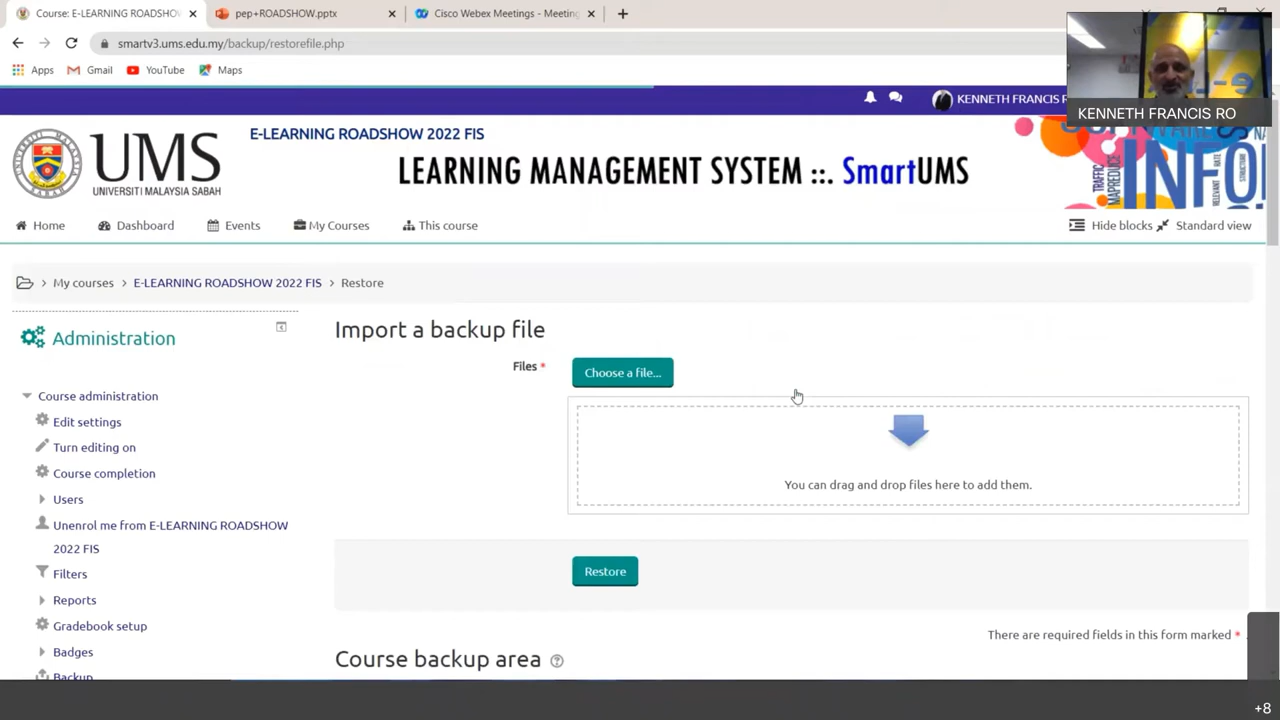 Course: E-LEARNING ROADSHOW
pep+ROADSHOW.pptx
Cisco Webex Meetings - Meeting
smartv3.ums.edu.my/backup/restorefile.php
Apps
Gmail
YouTube
Maps
KENNETH FRANCIS R
KENNETH FRANCIS RO
UMS
UNIVERSITI MALAYSIA SABAH
E-LEARNING ROADSHOW 2022 FIS
LEARNING MANAGEMENT SYSTEM ::. SmartUMS
INFO!
TRAFFIC
MAPREDUCE
Home
Dashboard
Events
My Courses
This course
Hide blocks
Standard view
My courses
E-LEARNING ROADSHOW 2022 FIS
Restore
Administration
Course administration
Edit settings
Turn editing on
Course completion
Users
Unenrol me from E-LEARNING ROADSHOW
2022 FIS
Filters
Reports
Gradebook setup
Badges
Backup
Import a backup file
Files *
Choose a file...
You can drag and drop files here to add them.
Restore
There are required fields in this form marked * .
Course backup area
+8